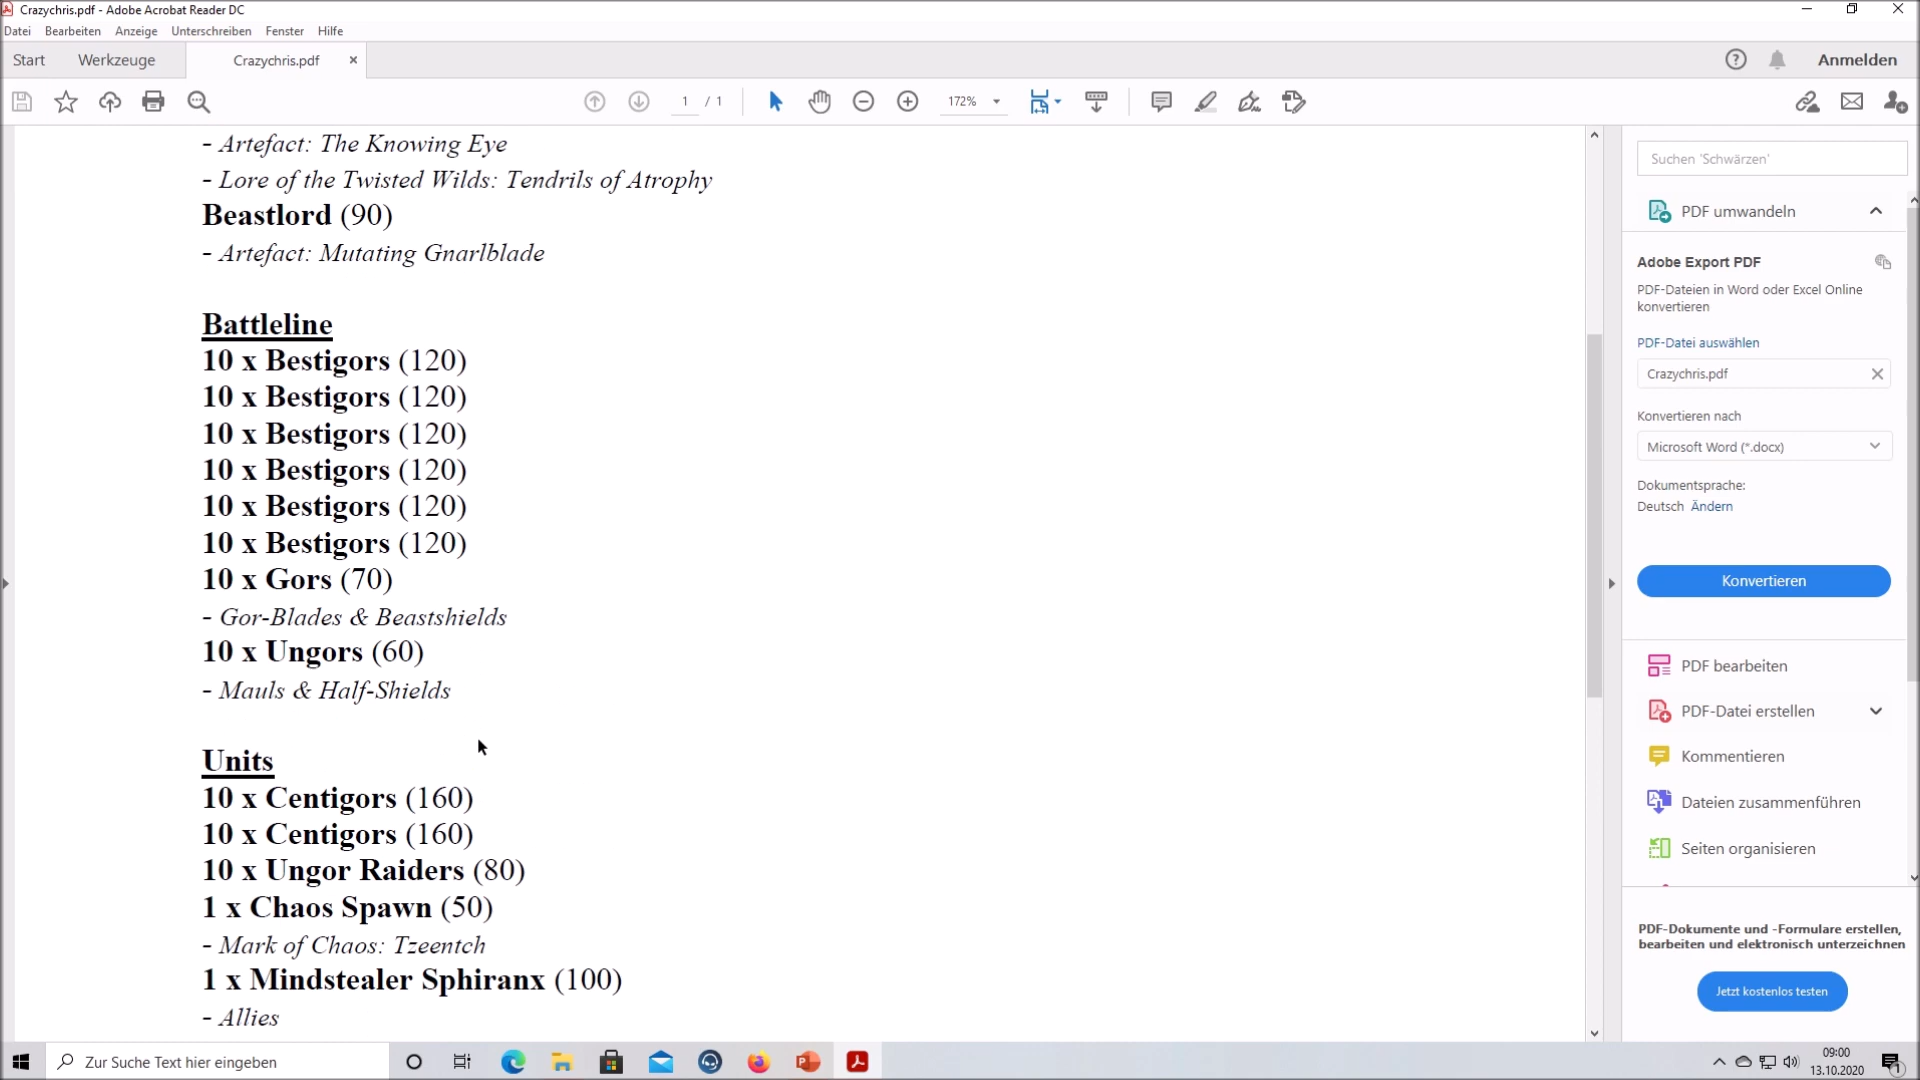 Crazychris.pdf - Adobe Acrobat Reader DC
Datei Bearbeiten Anzeige Unterschreiben Fenster Hilfe
Start Werkzeuge Crazychris.pdf Anmelden
1 / 1 172%
- Artefact: The Knowing Eye
- Lore of the Twisted Wilds: Tendrils of Atrophy
Beastlord (90)
- Artefact: Mutating Gnarlblade
Battleline
10 x Bestigors (120)
10 x Bestigors (120)
10 x Bestigors (120)
10 x Bestigors (120)
10 x Bestigors (120)
10 x Bestigors (120)
10 x Gors (70)
- Gor-Blades & Beastshields
10 x Ungors (60)
- Mauls & Half-Shields
Units
10 x Centigors (160)
10 x Centigors (160)
10 x Ungor Raiders (80)
1 x Chaos Spawn (50)
- Mark of Chaos: Tzeentch
1 x Mindstealer Sphiranx (100)
- Allies
Suchen 'Schwärzen'
PDF umwandeln
Adobe Export PDF
PDF-Dateien in Word oder Excel Online
konvertieren
PDF-Datei auswählen
Crazychris.pdf
Konvertieren nach
Microsoft Word (*.docx)
Dokumentsprache:
Deutsch Ändern
Konvertieren
PDF bearbeiten
PDF-Datei erstellen
Kommentieren
Dateien zusammenführen
Seiten organisieren
PDF-Dokumente und -Formulare erstellen,
bearbeiten und elektronisch unterzeichnen
Jetzt kostenlos testen
Zur Suche Text hier eingeben
09:00
13.10.2020
1